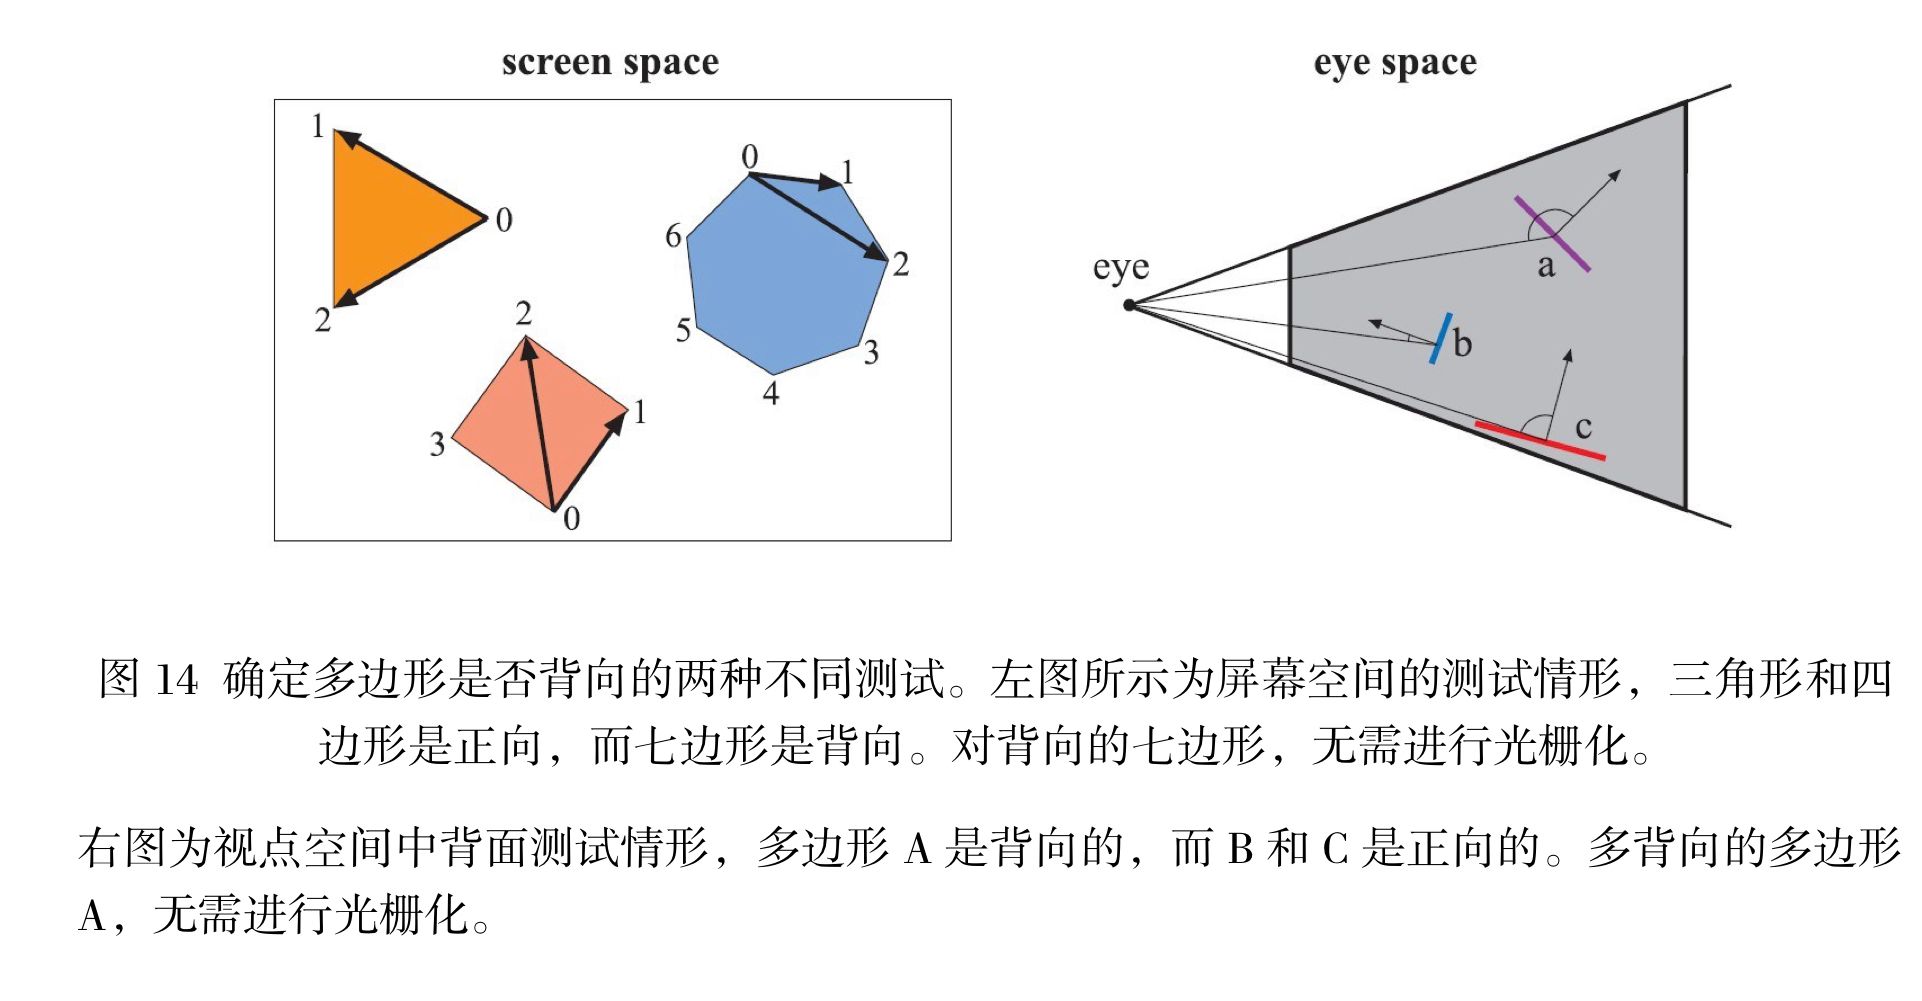 screen space
eye space
1
0
2
0
1
2
3
4
5
6
2
1
3
0
eye
a
b
c
图 14 确定多边形是否背向的两种不同测试。左图所示为屏幕空间的测试情形，三角形和四
边形是正向，而七边形是背向。对背向的七边形，无需进行光栅化。
右图为视点空间中背面测试情形，多边形 A 是背向的，而 B 和 C 是正向的。多背向的多边形
A，无需进行光栅化。